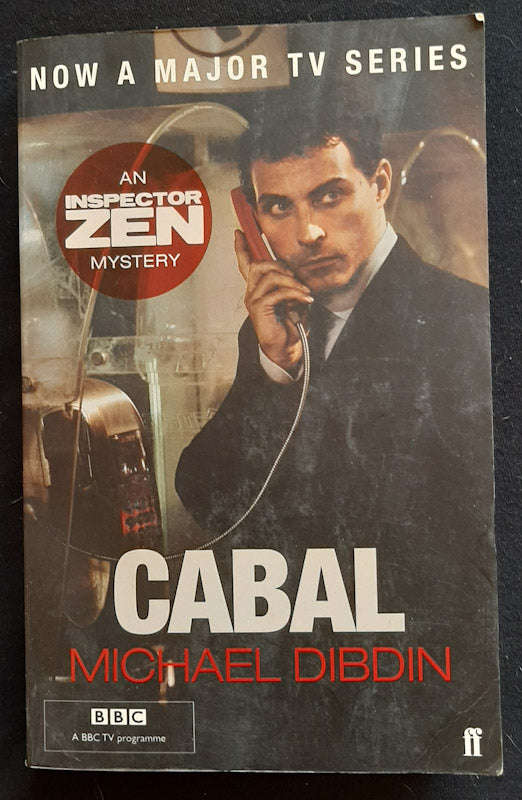 NOW A MAJOR TV SERIES
AN
INSPECTOR
ZEN
MYSTERY
CABAL
MICHAEL DIBDIN
BBC
A BBC TV programme
ff